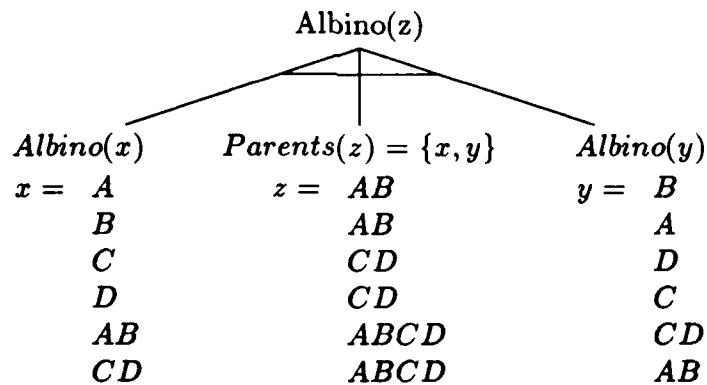 Albino(z)
Albino(x) Parents(z) = {x, y} Albino(y)
x = A z = AB y = B
B AB A
C CD D
D CD C
AB ABCD CD
CD ABCD AB